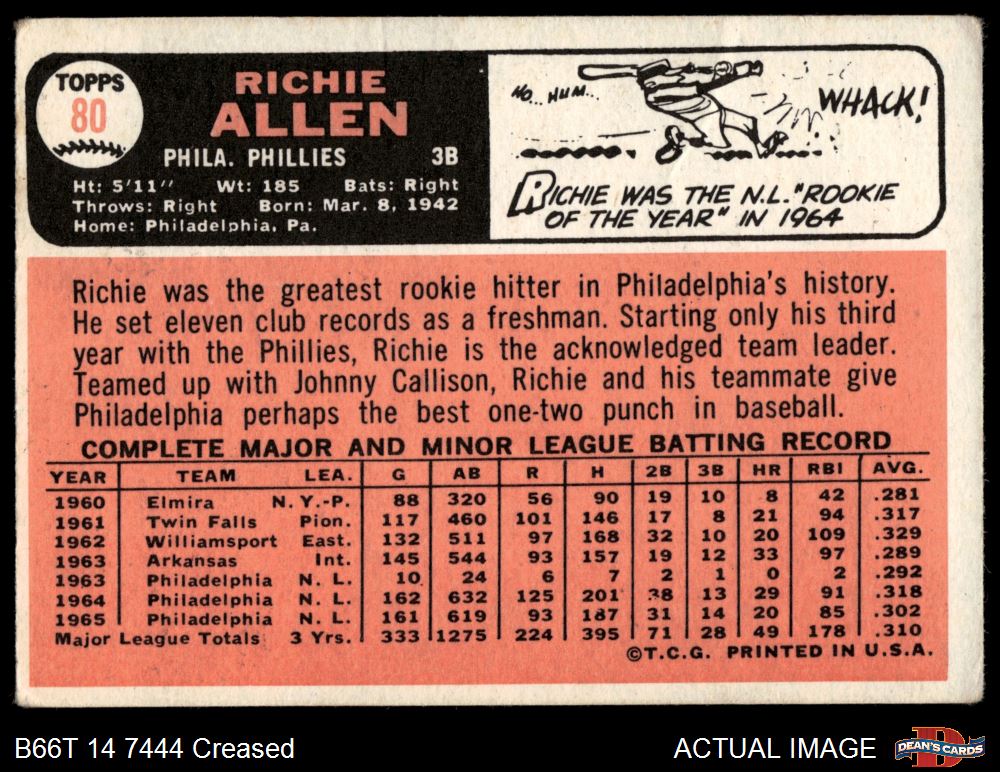 TOPPS
80
RICHIE
ALLEN
PHILA. PHILLIES 3B
Ht: 5'11" Wt: 185 Bats: Right
Throws: Right Born: Mar. 8, 1942
Home: Philadelphia, Pa.
HO.. HUM...
WHACK!
RICHIE WAS THE N.L. "ROOKIE
OF THE YEAR" IN 1964
Richie was the greatest rookie hitter in Philadelphia's history.
He set eleven club records as a freshman. Starting only his third
year with the Phillies, Richie is the acknowledged team leader.
Teamed up with Johnny Callison, Richie and his teammate give
Philadelphia perhaps the best one-two punch in baseball.
COMPLETE MAJOR AND MINOR LEAGUE BATTING RECORD
YEAR TEAM LEA. G AB R H 2B 3B HR RBI AVG.
1960 Elmira N. Y.-P. 88 320 56 90 19 10 8 42 .281
1961 Twin Falls Pion. 117 460 101 146 17 8 21 94 .317
1962 Williamsport East. 132 511 97 168 32 10 20 109 .329
1963 Arkansas Int. 145 544 93 157 19 12 33 97 .289
1963 Philadelphia N. L. 10 24 6 7 2 1 0 2 .292
1964 Philadelphia N. L. 162 632 125 201 38 13 29 91 .318
1965 Philadelphia N. L. 161 619 93 187 31 14 20 85 .302
Major League Totals 3 Yrs. 333 1275 224 395 71 28 49 178 .310
©T.C.G. PRINTED IN U.S.A.
B66T 14 7444 Creased
ACTUAL IMAGE
DEAN'S CARDS